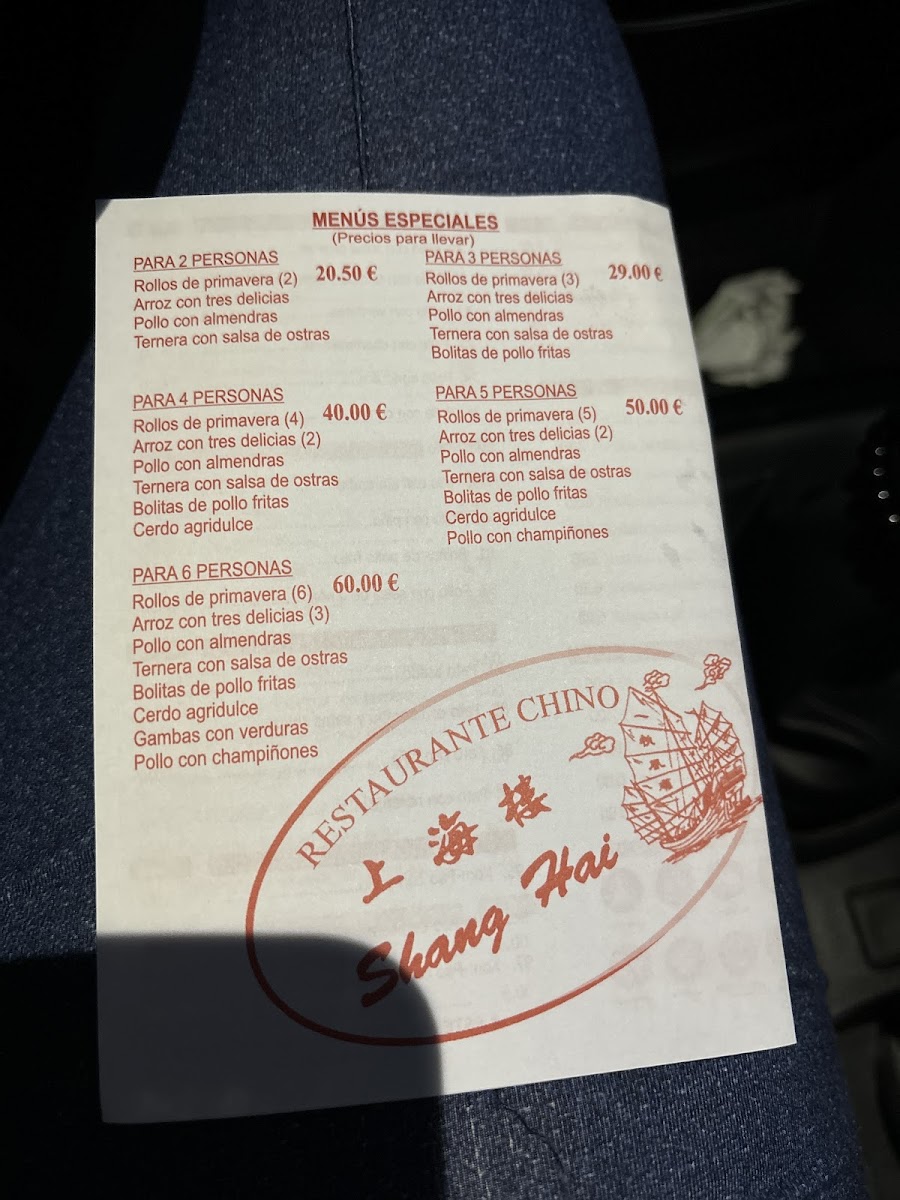 MENÚS ESPECIALES
(Precios para llevar)
PARA 2 PERSONAS
Rollos de primavera (2) 20.50 €
Arroz con tres delicias
Pollo con almendras
Ternera con salsa de ostras
PARA 3 PERSONAS
Rollos de primavera (3) 29.00 €
Arroz con tres delicias
Pollo con almendras
Ternera con salsa de ostras
Bolitas de pollo fritas
PARA 4 PERSONAS
Rollos de primavera (4) 40.00 €
Arroz con tres delicias (2)
Pollo con almendras
Ternera con salsa de ostras
Bolitas de pollo fritas
Cerdo agridulce
PARA 5 PERSONAS
Rollos de primavera (5) 50.00 €
Arroz con tres delicias (2)
Pollo con almendras
Ternera con salsa de ostras
Bolitas de pollo fritas
Cerdo agridulce
Pollo con champiñones
PARA 6 PERSONAS
Rollos de primavera (6) 60.00 €
Arroz con tres delicias (3)
Pollo con almendras
Ternera con salsa de ostras
Bolitas de pollo fritas
Cerdo agridulce
Gambas con verduras
Pollo con champiñones
RESTAURANTE CHINO
上海楼
Shang Hai